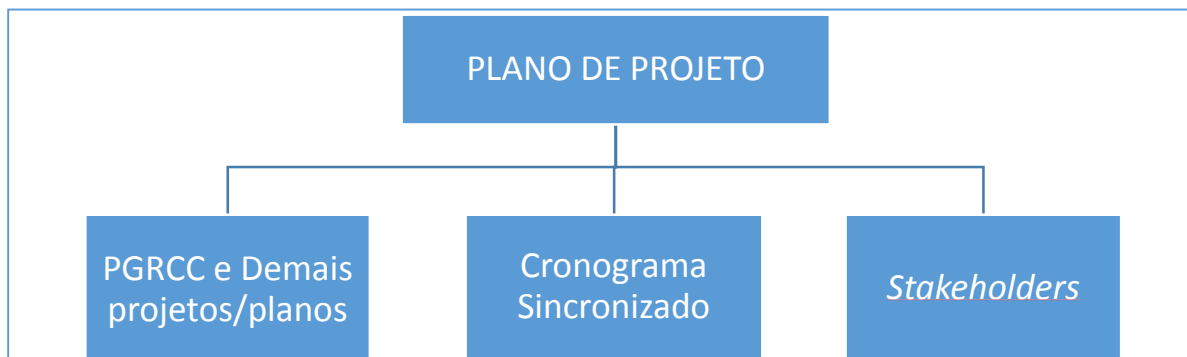 PLANO DE PROJETO
PGRCC e Demais
projetos/planos
Cronograma
Sincronizado
Stakeholders